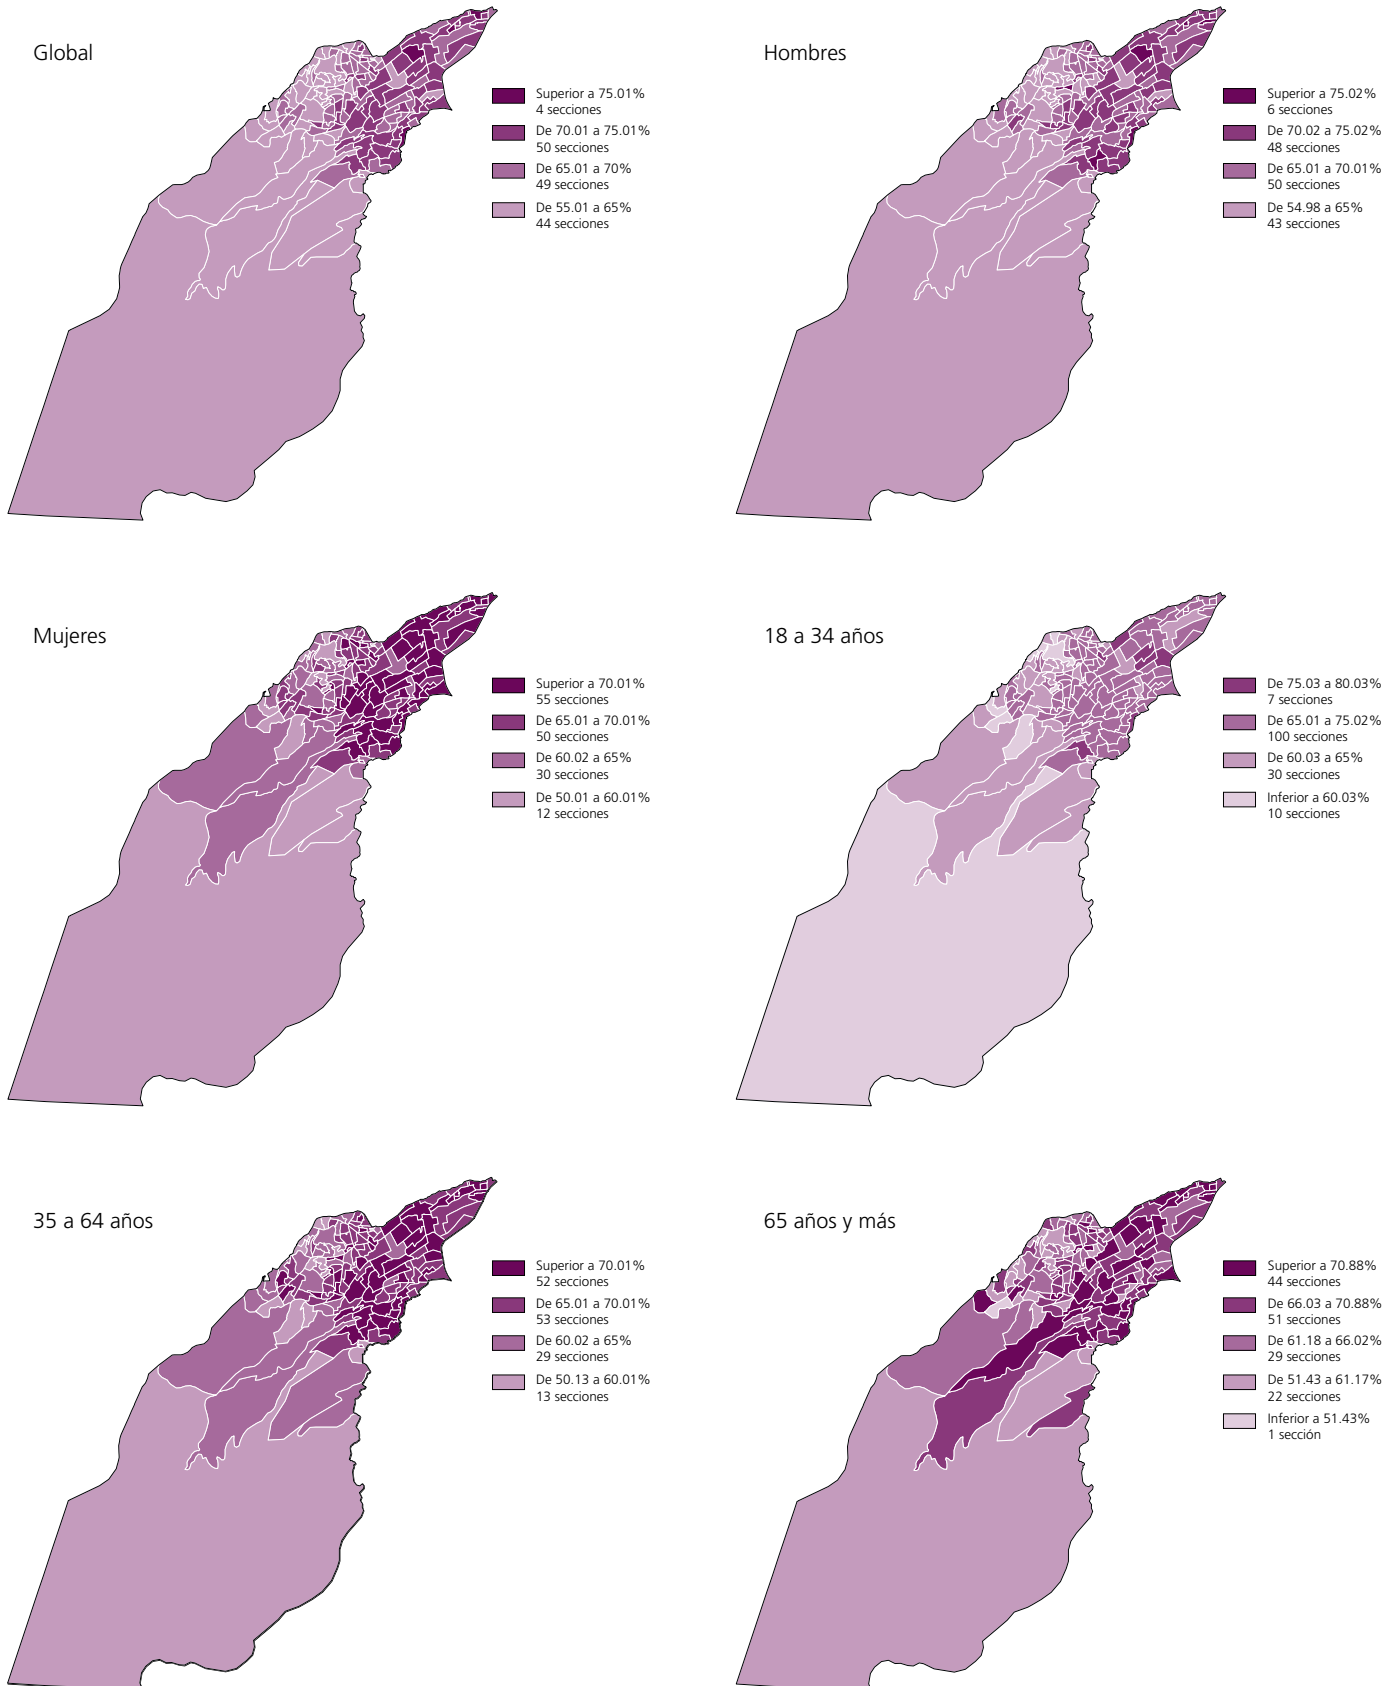 Global
Superior a 75.01%
4 secciones
De 70.01 a 75.01%
50 secciones
De 65.01 a 70%
49 secciones
De 55.01 a 65%
44 secciones
Hombres
Superior a 75.02%
6 secciones
De 70.02 a 75.02%
48 secciones
De 65.01 a 70.01%
50 secciones
De 54.98 a 65%
43 secciones
Mujeres
Superior a 70.01%
55 secciones
De 65.01 a 70.01%
50 secciones
De 60.02 a 65%
30 secciones
De 50.01 a 60.01%
12 secciones
18 a 34 años
De 75.03 a 80.03%
7 secciones
De 65.01 a 75.02%
100 secciones
De 60.03 a 65%
30 secciones
Inferior a 60.03%
10 secciones
35 a 64 años
Superior a 70.01%
52 secciones
De 65.01 a 70.01%
53 secciones
De 60.02 a 65%
29 secciones
De 50.13 a 60.01%
13 secciones
65 años y más
Superior a 70.88%
44 secciones
De 66.03 a 70.88%
51 secciones
De 61.18 a 66.02%
29 secciones
De 51.43 a 61.17%
22 secciones
Inferior a 51.43%
1 sección